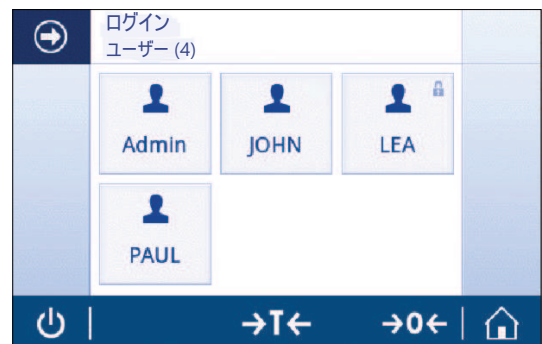 ログイン
ユーザー (4)
Admin
JOHN
LEA
PAUL
→T← →0←